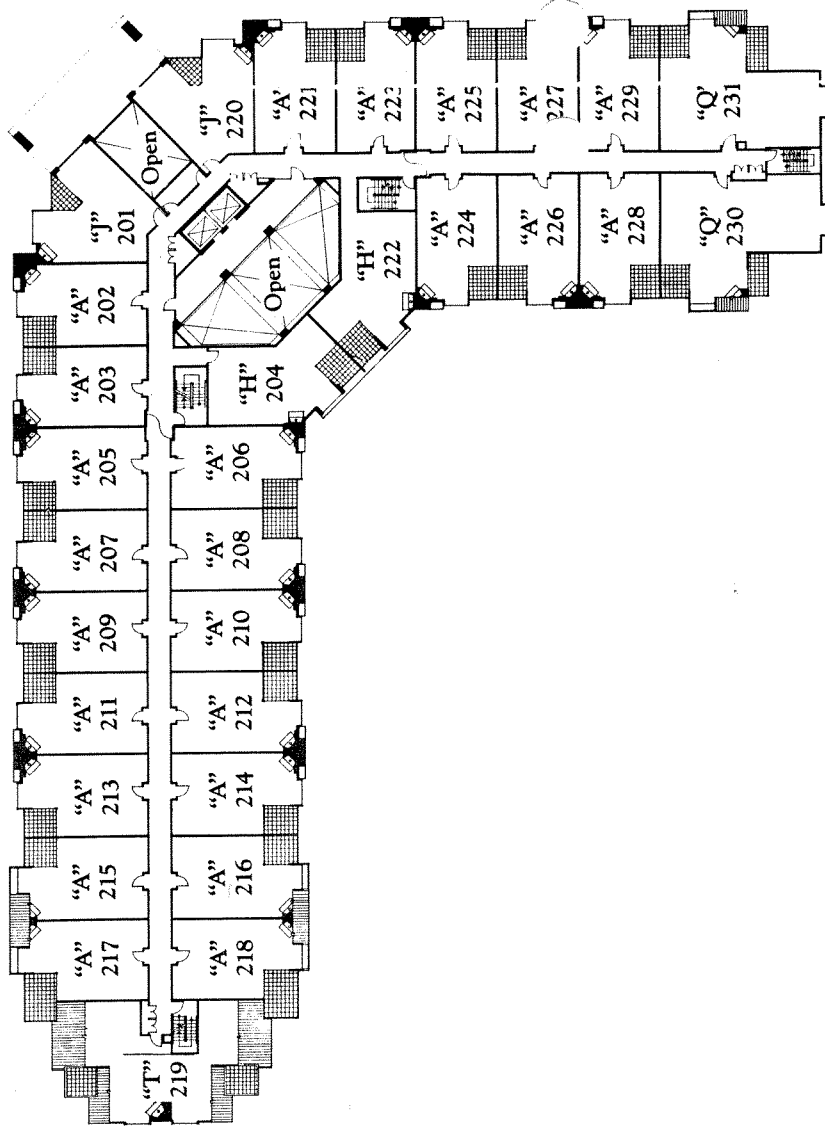 “J”
220
“A”
221
“A”
223
“A”
225
“A”
227
“A”
229
“Q”
231
Open
“J”
201
“A”
202
“A”
203
“A”
205
“A”
207
“A”
209
“A”
211
“A”
213
“A”
215
“A”
217
“T”
219
Open
“H”
222
“A”
224
“A”
226
“A”
228
“Q”
230
“H”
204
“A”
206
“A”
208
“A”
210
“A”
212
“A”
214
“A”
216
“A”
218